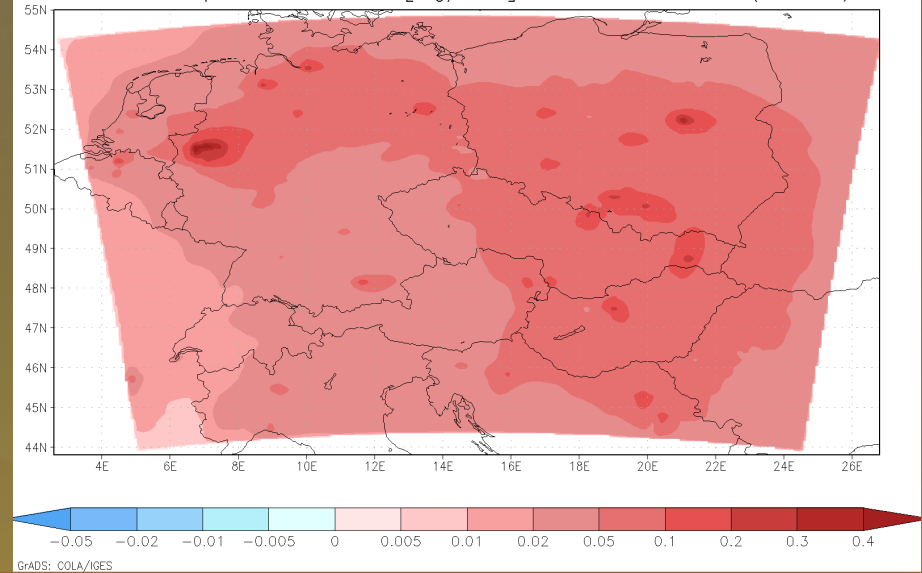 55N
54N
53N
52N
51N
50N
49N
48N
47N
46N
45N
44N
4E 6E 8E 10E 12E 14E 16E 18E 20E 22E 24E 26E
−0.05 −0.02 −0.01 −0.005 0 0.005 0.01 0.02 0.05 0.1 0.2 0.3 0.4
GrADS: COLA/IGES